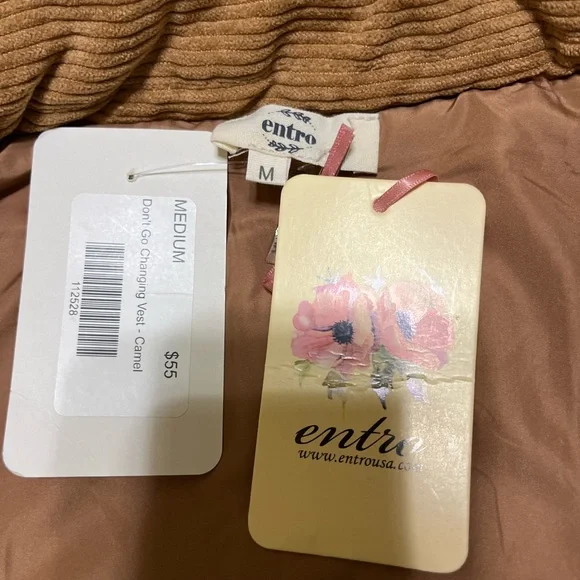 entro
M
MEDIUM
Don't Go Changing Vest - Camel
112528
$55
entro
www.entrousa.com